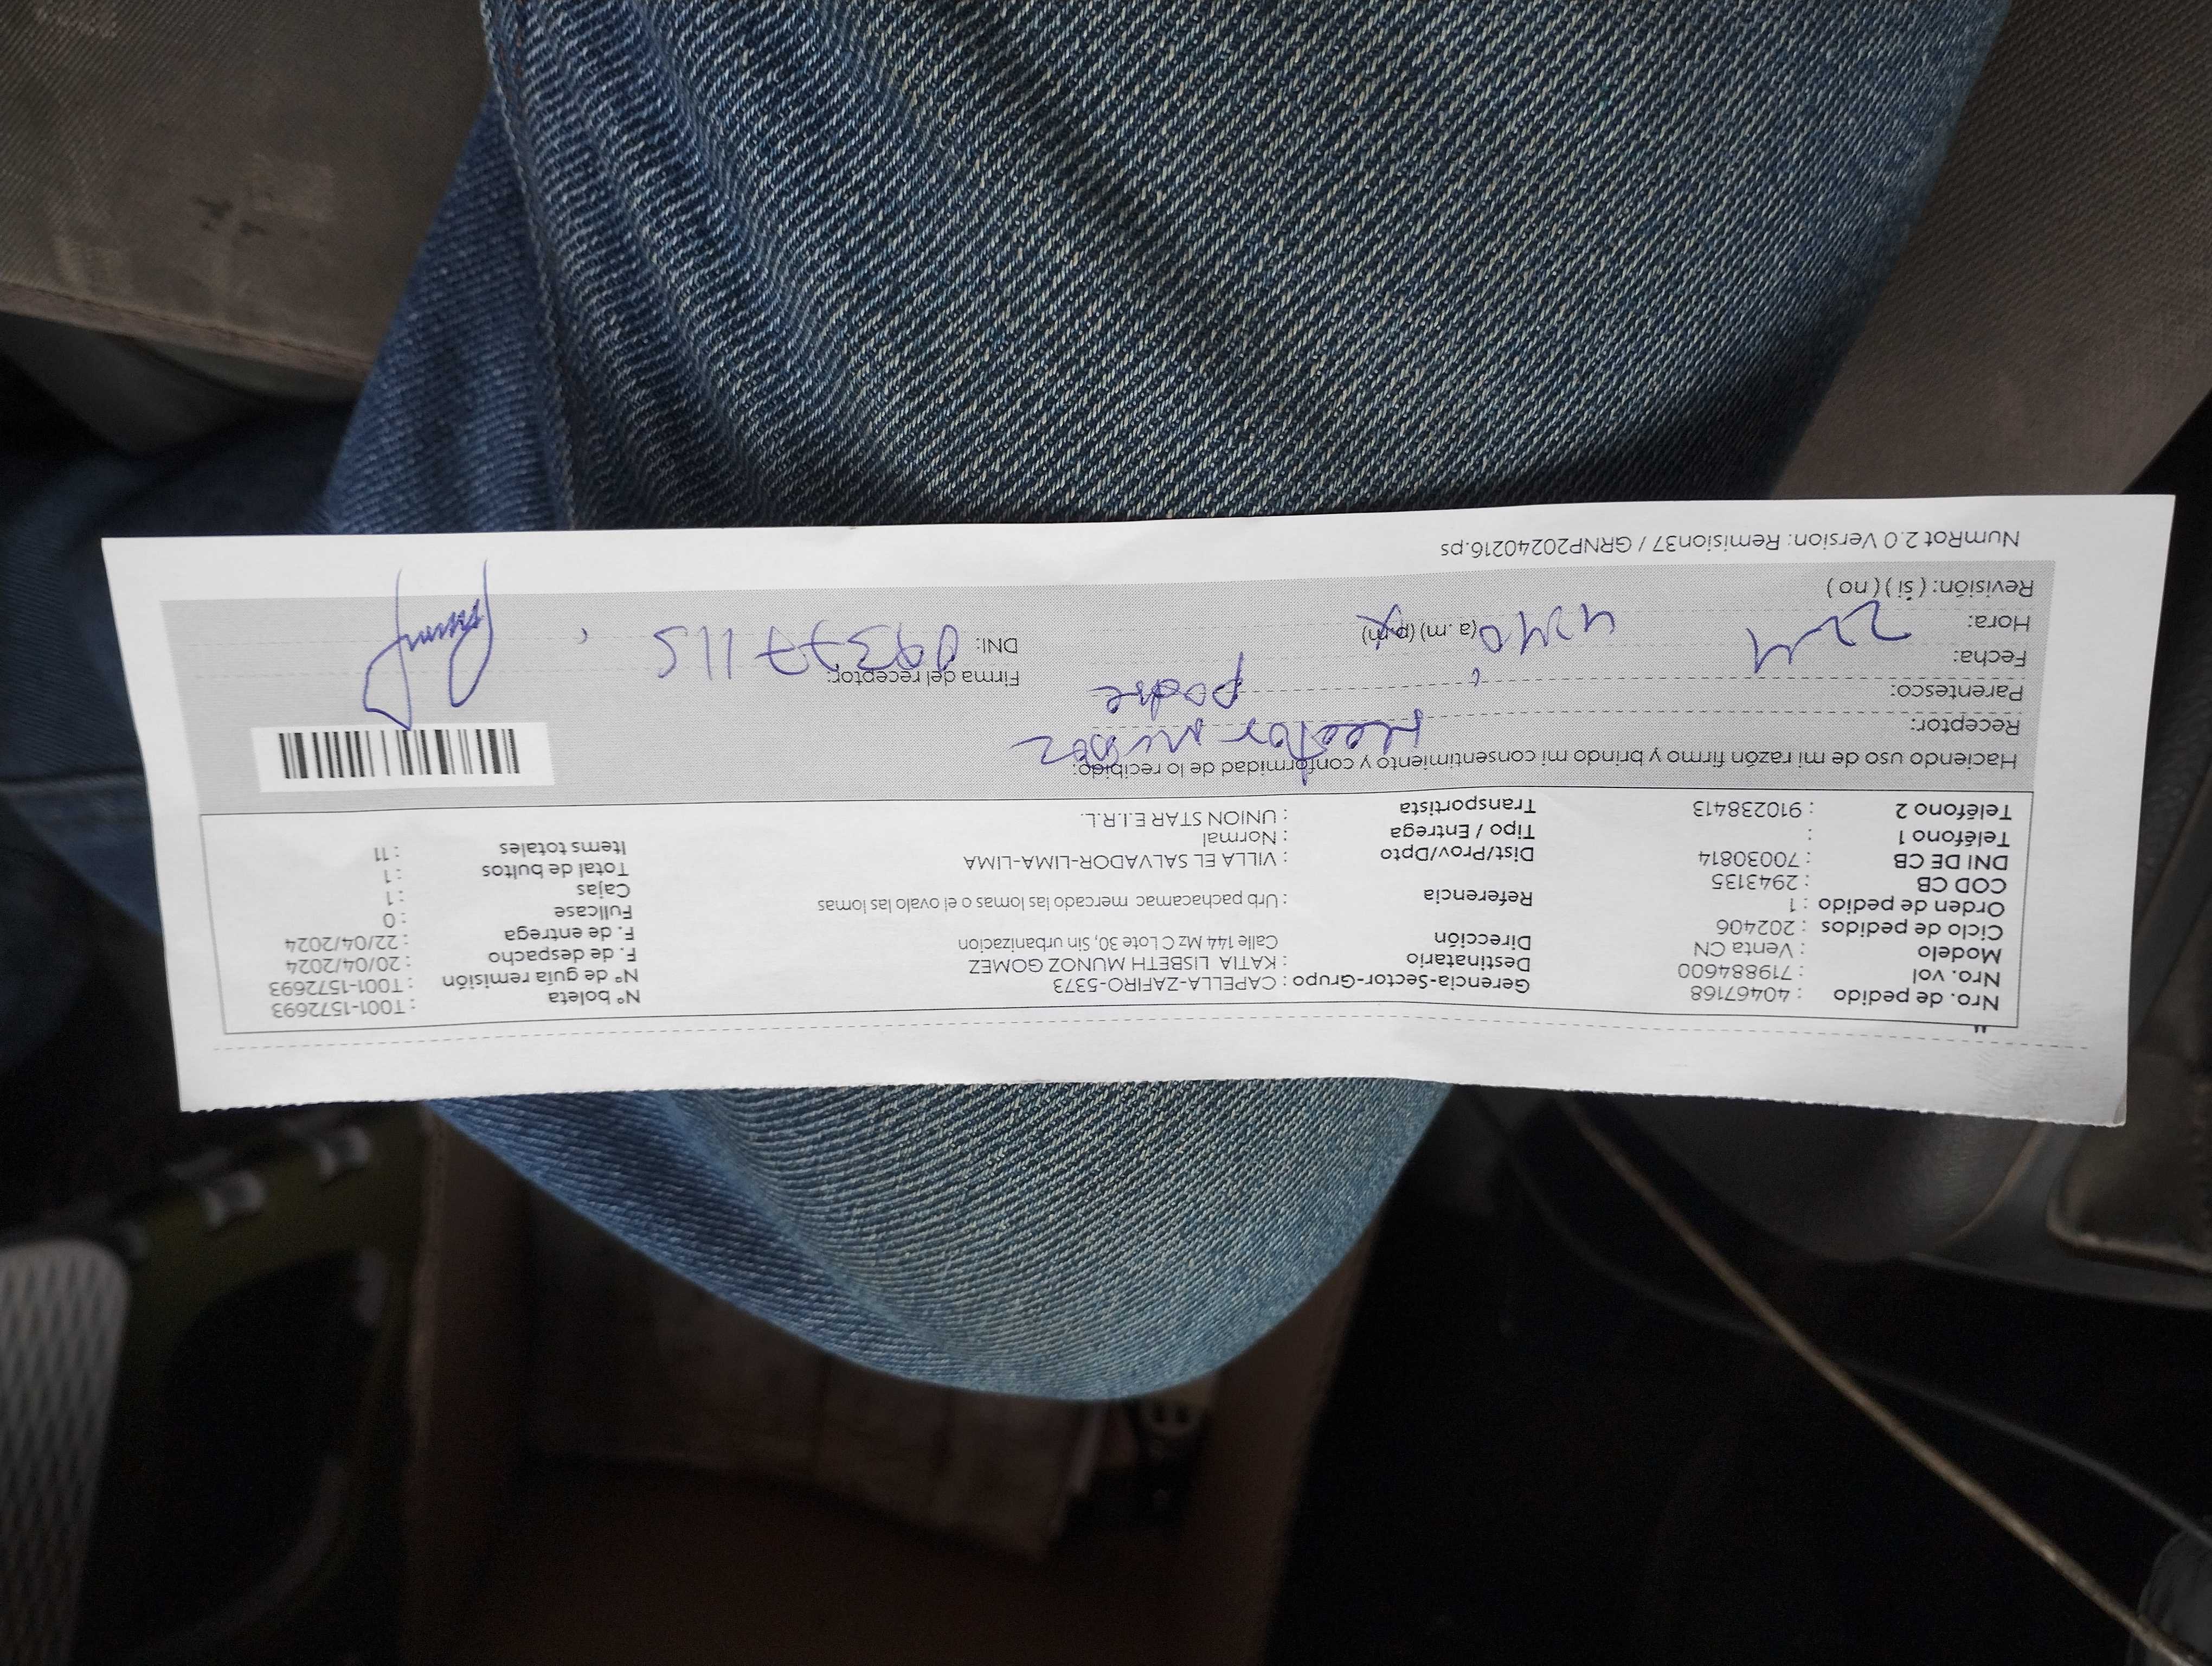 Nro. de pedido : 40467168
Nro. vol : 719884600
Modelo : Venta CN
Ciclo de pedidos : 202406
Orden de pedido : 1
COD CB : 2943135
DNI DE CB : 70030814
Teléfono 1 :
Teléfono 2 : 910238413
Gerencia-Sector-Grupo : CAPELLA-ZAFIRO-5373
Destinatario : KATIA LISBETH MUNOZ GOMEZ
Dirección Calle 144 Mz C Lote 30, Sin urbanizacion
Referencia : Urb pachacamac mercado las lomas o el ovalo las lomas
Dist/Prov/Dpto : VILLA EL SALVADOR-LIMA-LIMA
Tipo / Entrega : Normal
Transportista : UNION STAR E.I.R.L.
Nº boleta : T001-1572693
Nº de guía remisión : T001-1572693
F. de despacho : 20/04/2024
F. de entrega : 22/04/2024
Fullcase : 0
Cajas : 1
Total de bultos : 1
Items totales : 11
Haciendo uso de mi razón firmo y brindo mi consentimiento y conformidad de lo recibido:
Receptor: Hector Muñoz
Parentesco: padre
Fecha: 22 4
Hora: (a.m) (p.m)
Firma del receptor:
DNI: 09377115
Revisión: ( si ) ( no )
NumRot 2.0 Version: Remision37 / GRNP20240216.ps